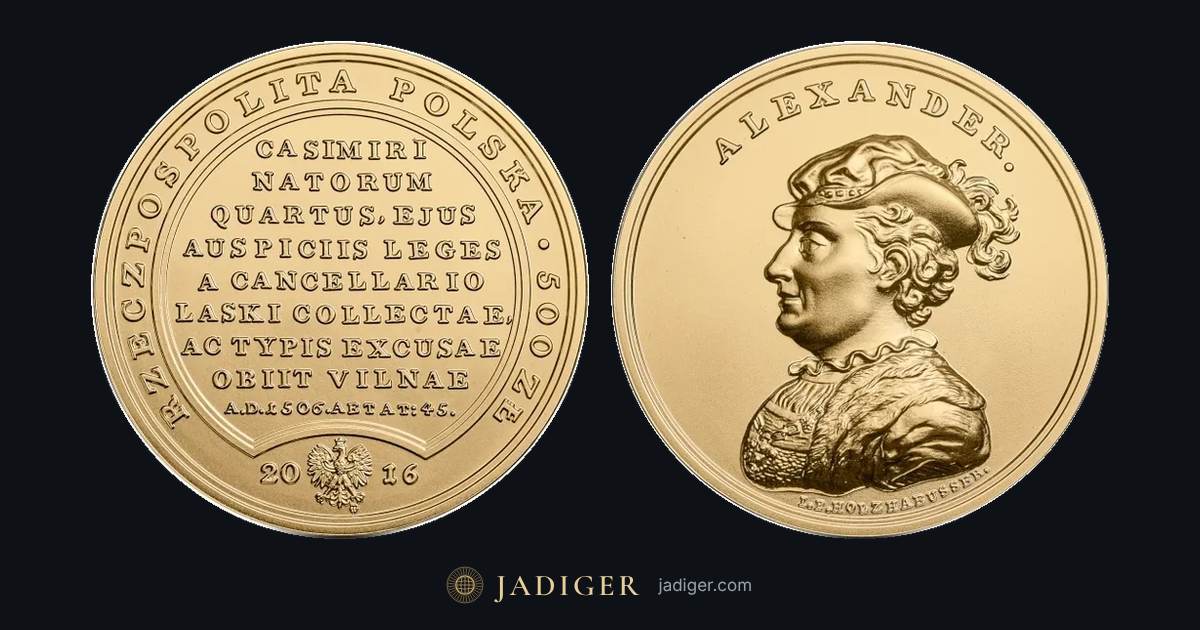 RZECZPOSPOLITA POLSKA · 500 ZŁ
CASIMIRI
NATORUM
QUARTUS, EJUS
AUSPICIIS LEGES
A CANCELLARIO
LASKI COLLECTAE,
AC TYPIS EXCUSAE
OBIIT VILNAE
A.D.1506.AETAT:45.
20 16
ALEXANDER.
I.F.HOLZHAEUSSER.
JADIGER jadiger.com